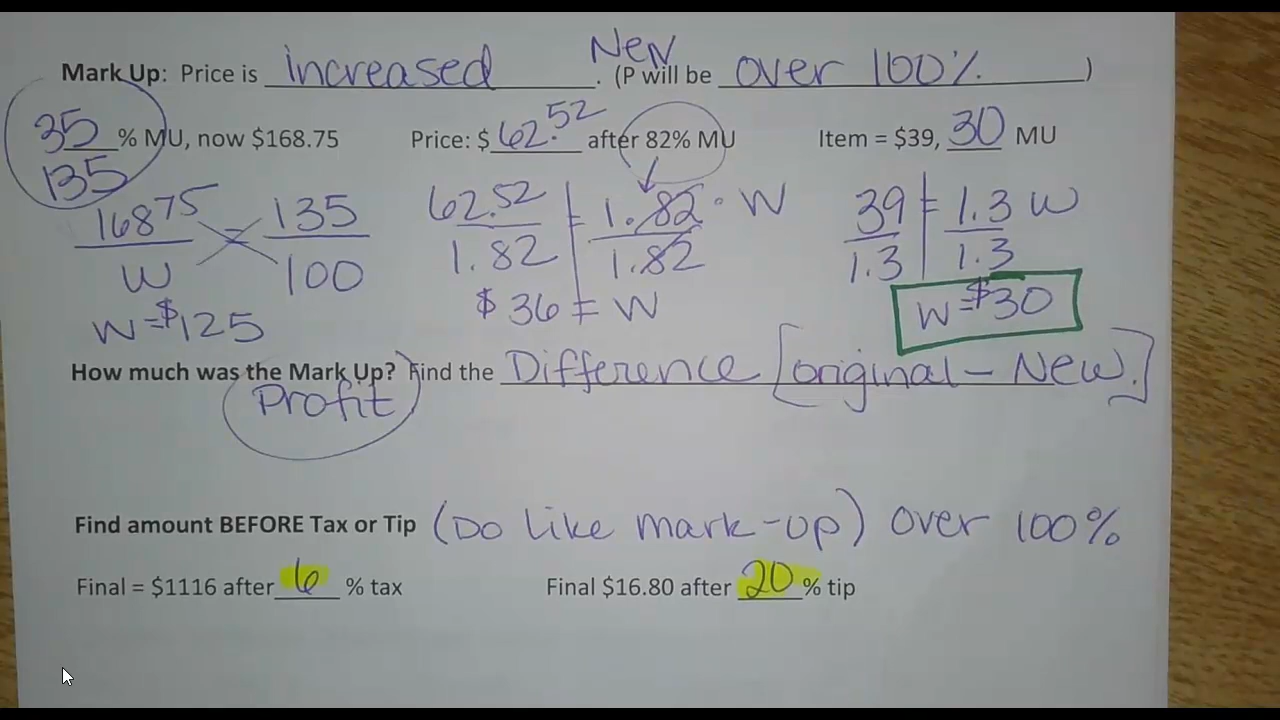 Mark Up: Price is increased. New (P will be over 100%)
35 % MU, now $168.75 Price: $62.52 after 82% MU Item = $39, 30 MU
135
168 75 / W = 135 / 100 62.52 / 1.82 = 1.82 · W / 1.82 39 / 1.3 = 1.3 W / 1.3
W = $125 $36 = W W = $30
How much was the Mark Up? Find the Difference [original - New.]
Profit
Find amount BEFORE Tax or Tip (Do like mark-up) over 100%
Final = $1116 after 6 % tax Final $16.80 after 20 % tip